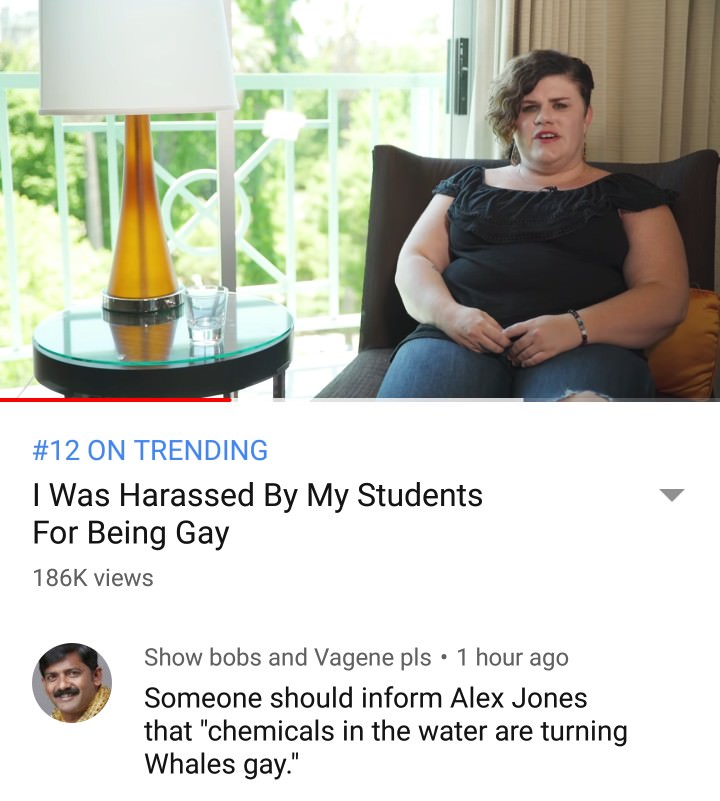 #12 ON TRENDING
I Was Harassed By My Students
For Being Gay
186K views
Show bobs and Vagene pls • 1 hour ago
Someone should inform Alex Jones
that "chemicals in the water are turning
Whales gay."